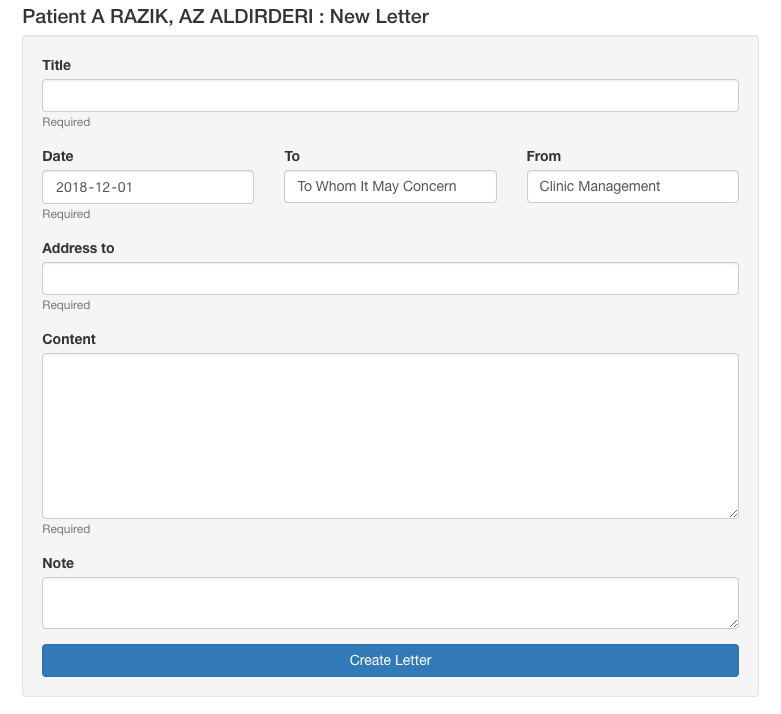 Patient A RAZIK, AZ ALDIRDERI : New Letter
Title
Required
Date To From
2018-12-01 To Whom It May Concern Clinic Management
Required
Address to
Required
Content
Required
Note
Create Letter